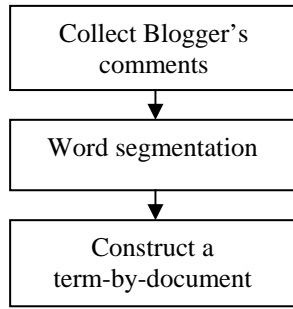 Collect Blogger’s
comments
Word segmentation
Construct a
term-by-document